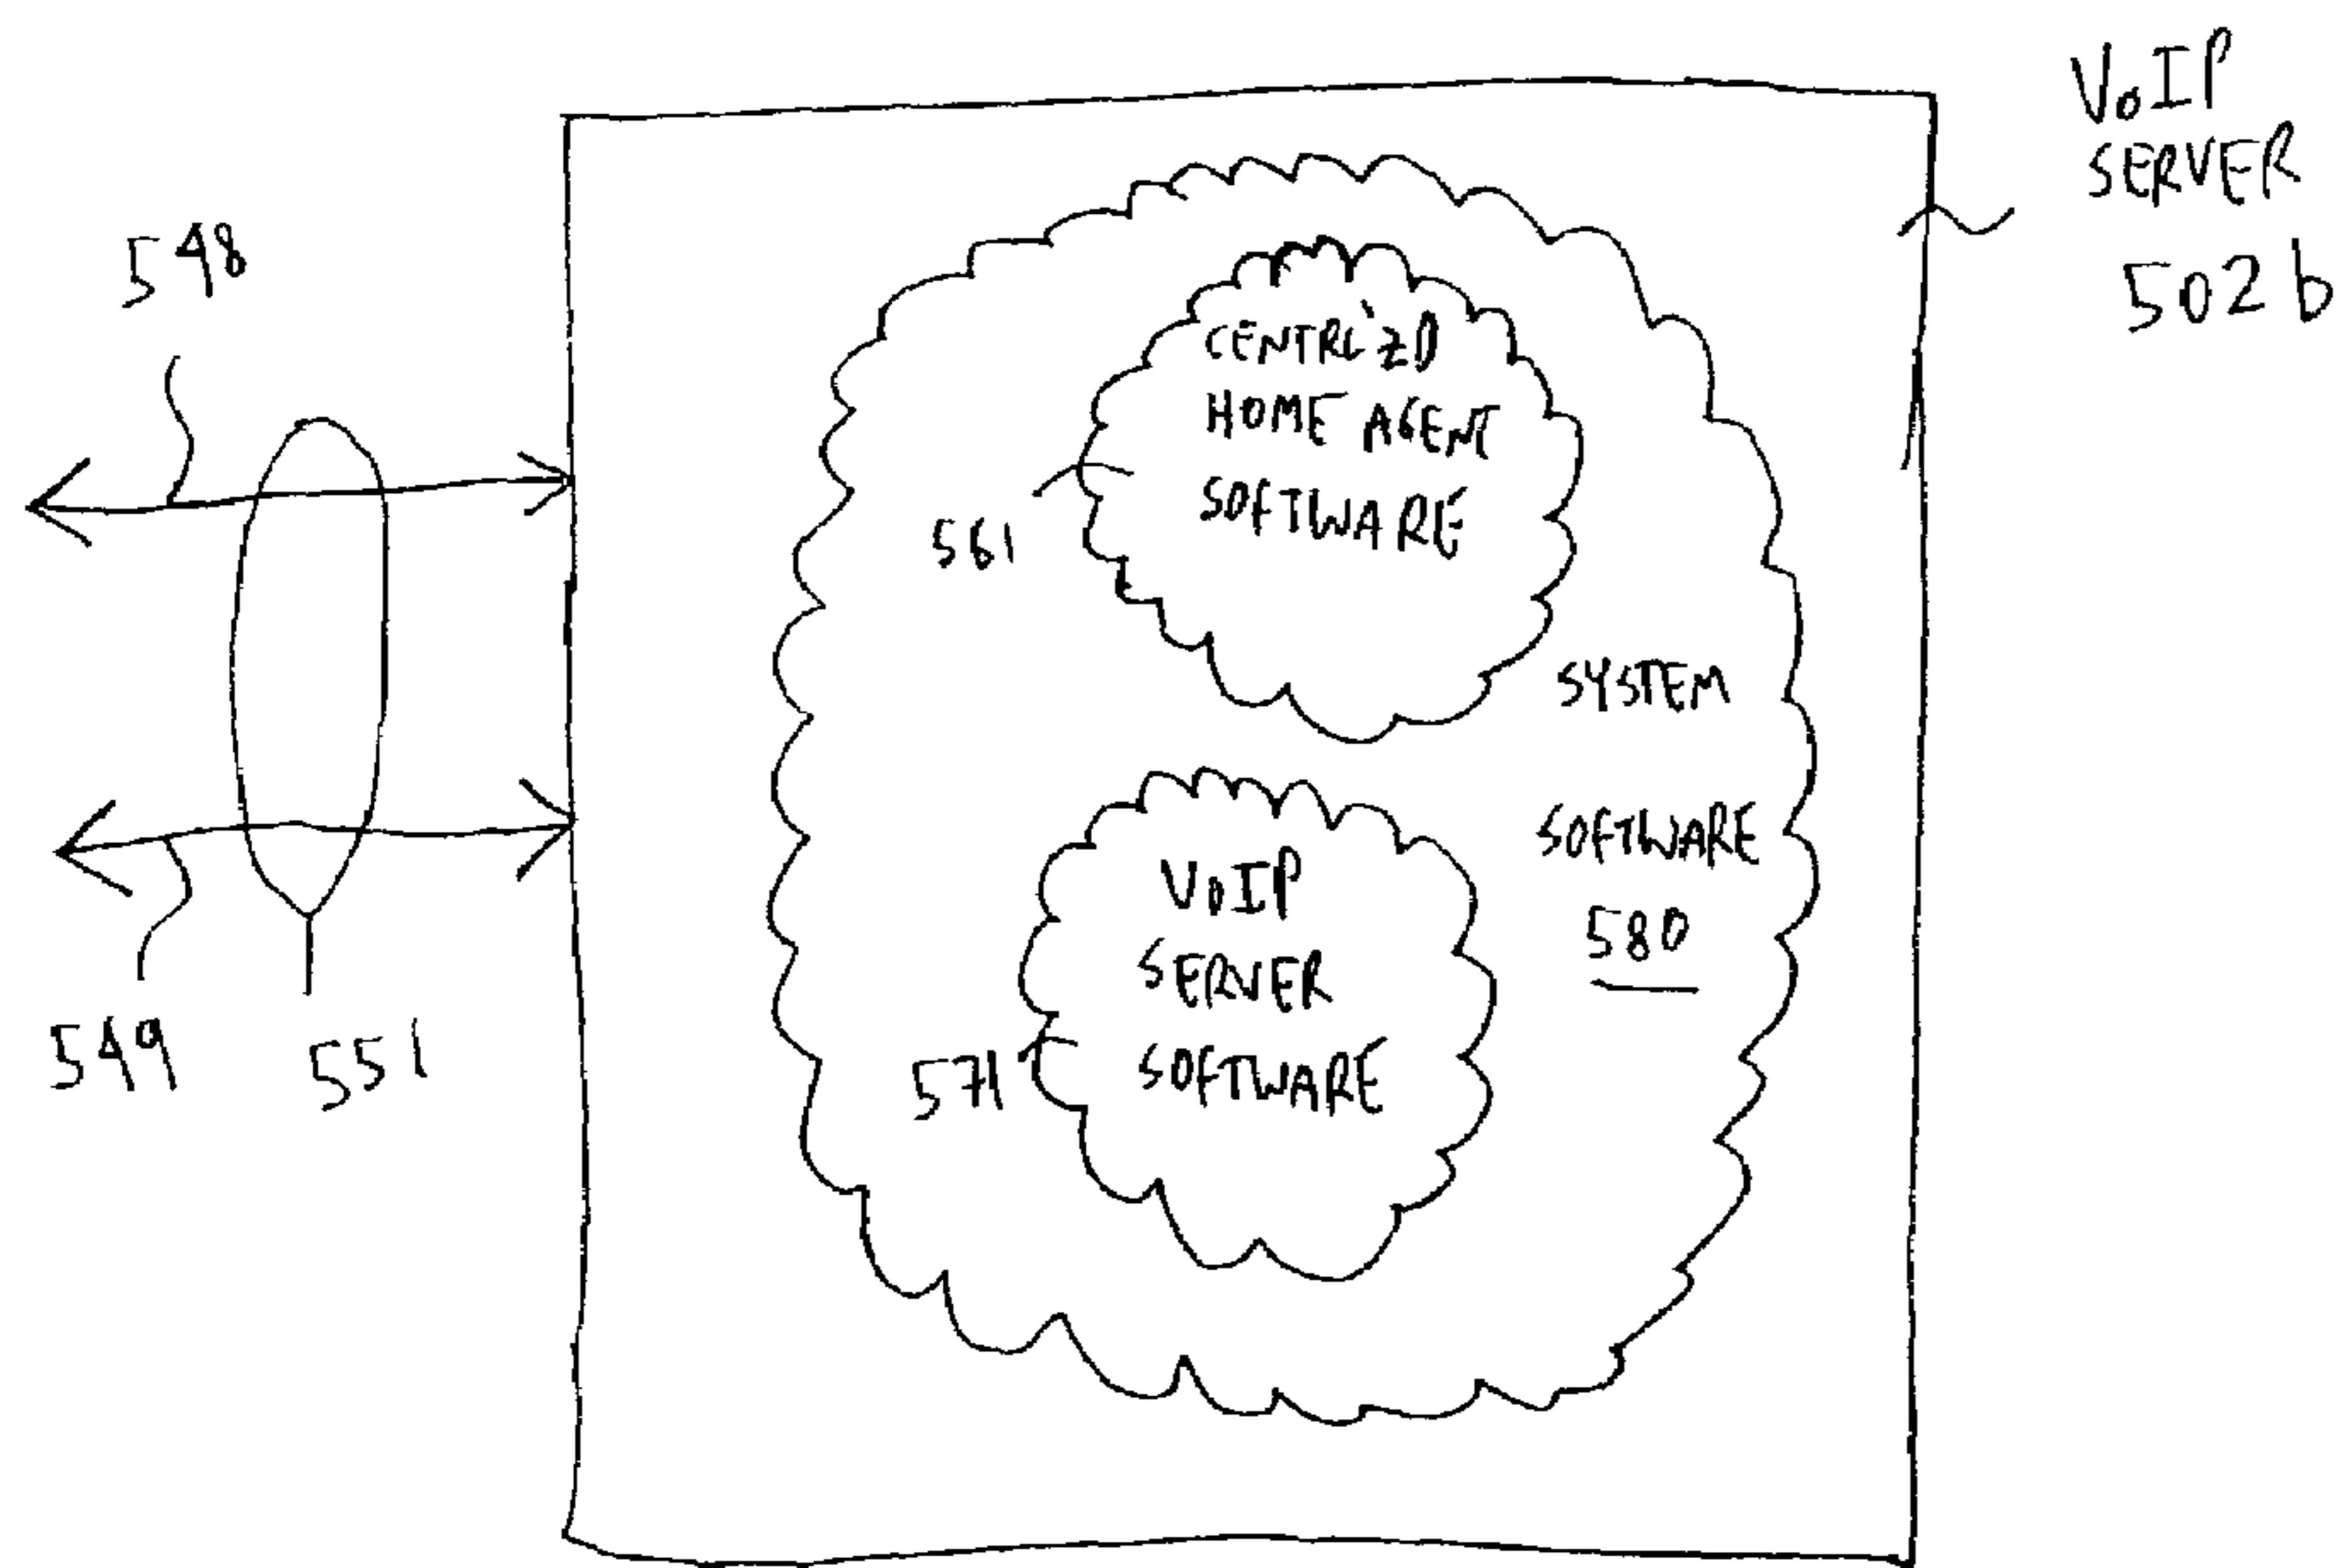 VoIP
SERVER
502b
548
CENTRL'ZD
HOME AGENT
SOFTWARE
561
SYSTEM
SOFTWARE
580
VoIP
SERVER
SOFTWARE
571
549
551